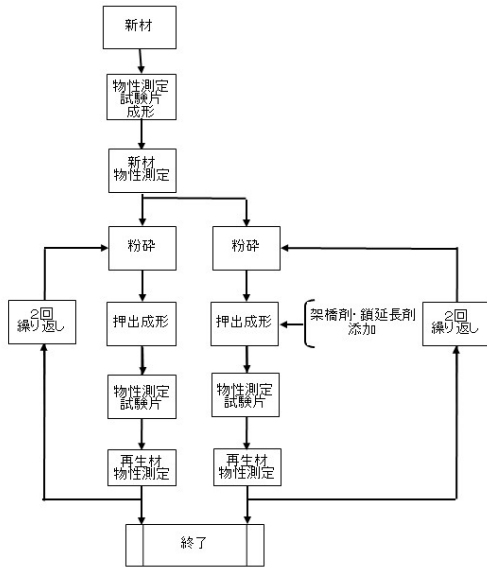 新材
物性測定
試験片
成形
新材
物性測定
粉砕
粉砕
2回
繰り返し
押出成形
押出成形
架橋剤・鎖延長剤
添加
2回
繰り返し
物性測定
試験片
物性測定
試験片
再生材
物性測定
再生材
物性測定
終了